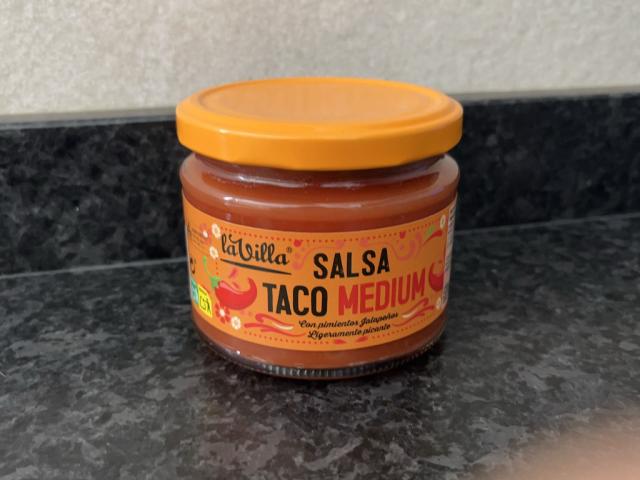 laVilla®
SALSA
TACO MEDIUM
Con pimientos Jalapeños
Ligeramente picante